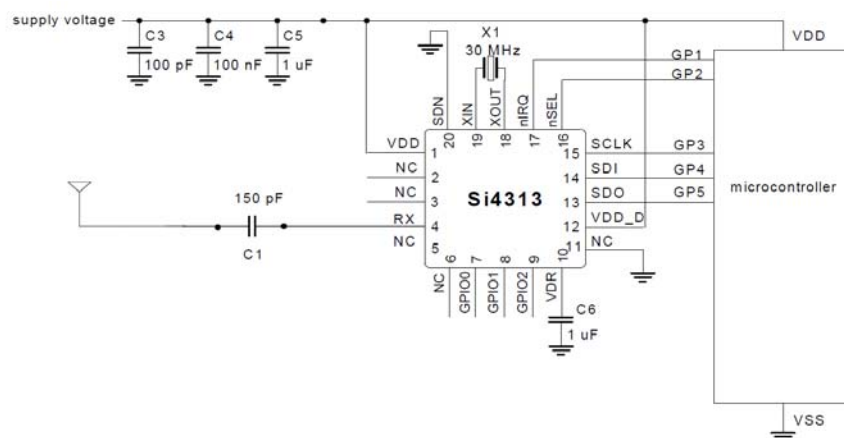 supply voltage
C3
100 pF
C4
100 nF
C5
1 uF
X1
30 MHz
VDD
GP1
GP2
SDN
XIN
XOUT
nIRQ
nSEL
20
19
18
17
16
VDD
1
NC
2
NC
3
RX
4
NC
5
Si4313
15
SCLK
GP3
14
SDI
GP4
13
SDO
GP5
12
VDD_D
11
NC
microcontroller
150 pF
C1
6
7
8
9
10
NC
GPIO0
GPIO1
GPIO2
VDR
C6
1 uF
VSS